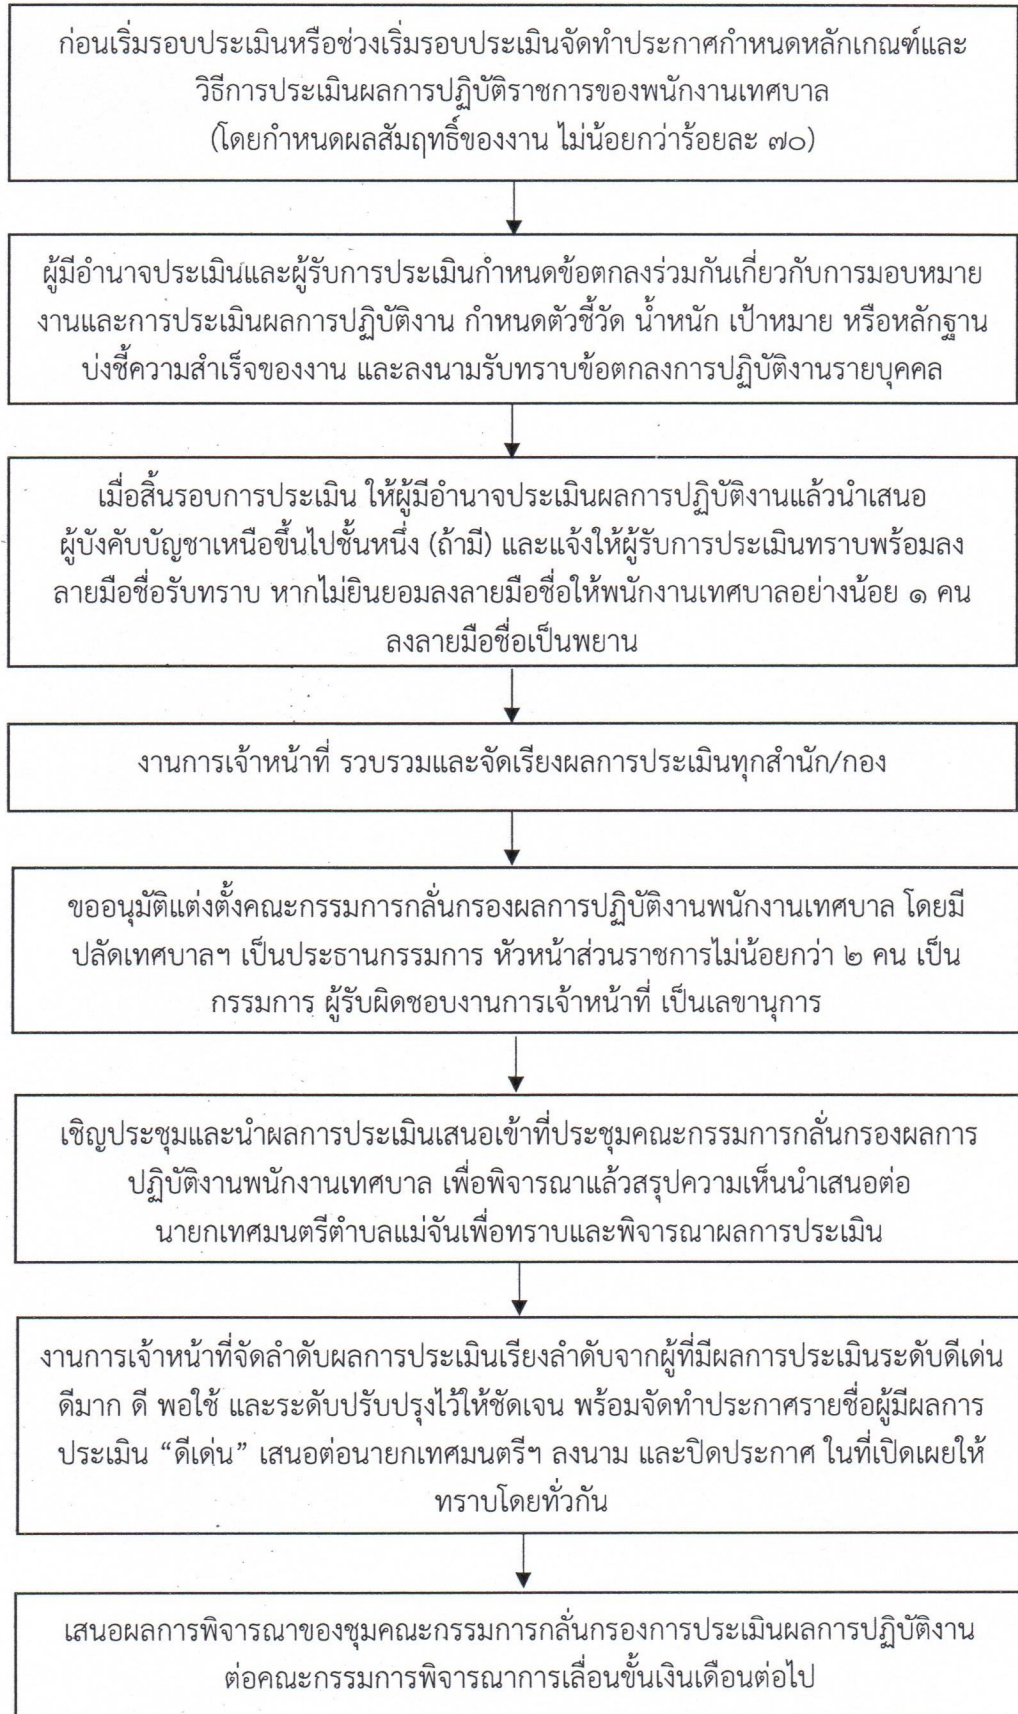 ก่อนเริ่มรอบประเมินหรือช่วงเริ่มรอบประเมินจัดทำประกาศกำหนดหลักเกณฑ์และ
วิธีการประเมินผลการปฏิบัติราชการของพนักงานเทศบาล
(โดยกำหนดผลสัมฤทธิ์ของงาน ไม่น้อยกว่าร้อยละ ๗๐)
ผู้มีอำนาจประเมินและผู้รับการประเมินกำหนดข้อตกลงร่วมกันเกี่ยวกับการมอบหมาย
งานและการประเมินผลการปฏิบัติงาน กำหนดตัวชี้วัด น้ำหนัก เป้าหมาย หรือหลักฐาน
บ่งชี้ความสำเร็จของงาน และลงนามรับทราบข้อตกลงการปฏิบัติงานรายบุคคล
เมื่อสิ้นรอบการประเมิน ให้ผู้มีอำนาจประเมินผลการปฏิบัติงานแล้วนำเสนอ
ผู้บังคับบัญชาเหนือขึ้นไปชั้นหนึ่ง (ถ้ามี) และแจ้งให้ผู้รับการประเมินทราบพร้อมลง
ลายมือชื่อรับทราบ หากไม่ยินยอมลงลายมือชื่อให้พนักงานเทศบาลอย่างน้อย ๑ คน
ลงลายมือชื่อเป็นพยาน
งานการเจ้าหน้าที่ รวบรวมและจัดเรียงผลการประเมินทุกสำนัก/กอง
ขออนุมัติแต่งตั้งคณะกรรมการกลั่นกรองผลการปฏิบัติงานพนักงานเทศบาล โดยมี
ปลัดเทศบาลฯ เป็นประธานกรรมการ หัวหน้าส่วนราชการไม่น้อยกว่า ๒ คน เป็น
กรรมการ ผู้รับผิดชอบงานการเจ้าหน้าที่ เป็นเลขานุการ
เชิญประชุมและนำผลการประเมินเสนอเข้าที่ประชุมคณะกรรมการกลั่นกรองผลการ
ปฏิบัติงานพนักงานเทศบาล เพื่อพิจารณาแล้วสรุปความเห็นนำเสนอต่อ
นายกเทศมนตรีตำบลแม่จันเพื่อทราบและพิจารณาผลการประเมิน
งานการเจ้าหน้าที่จัดลำดับผลการประเมินเรียงลำดับจากผู้ที่มีผลการประเมินระดับดีเด่น
ดีมาก ดี พอใช้ และระดับปรับปรุงไว้ให้ชัดเจน พร้อมจัดทำประกาศรายชื่อผู้มีผลการ
ประเมิน “ดีเด่น” เสนอต่อนายกเทศมนตรีฯ ลงนาม และปิดประกาศ ในที่เปิดเผยให้
ทราบโดยทั่วกัน
เสนอผลการพิจารณาของชุมคณะกรรมการกลั่นกรองการประเมินผลการปฏิบัติงาน
ต่อคณะกรรมการพิจารณาการเลื่อนขั้นเงินเดือนต่อไป